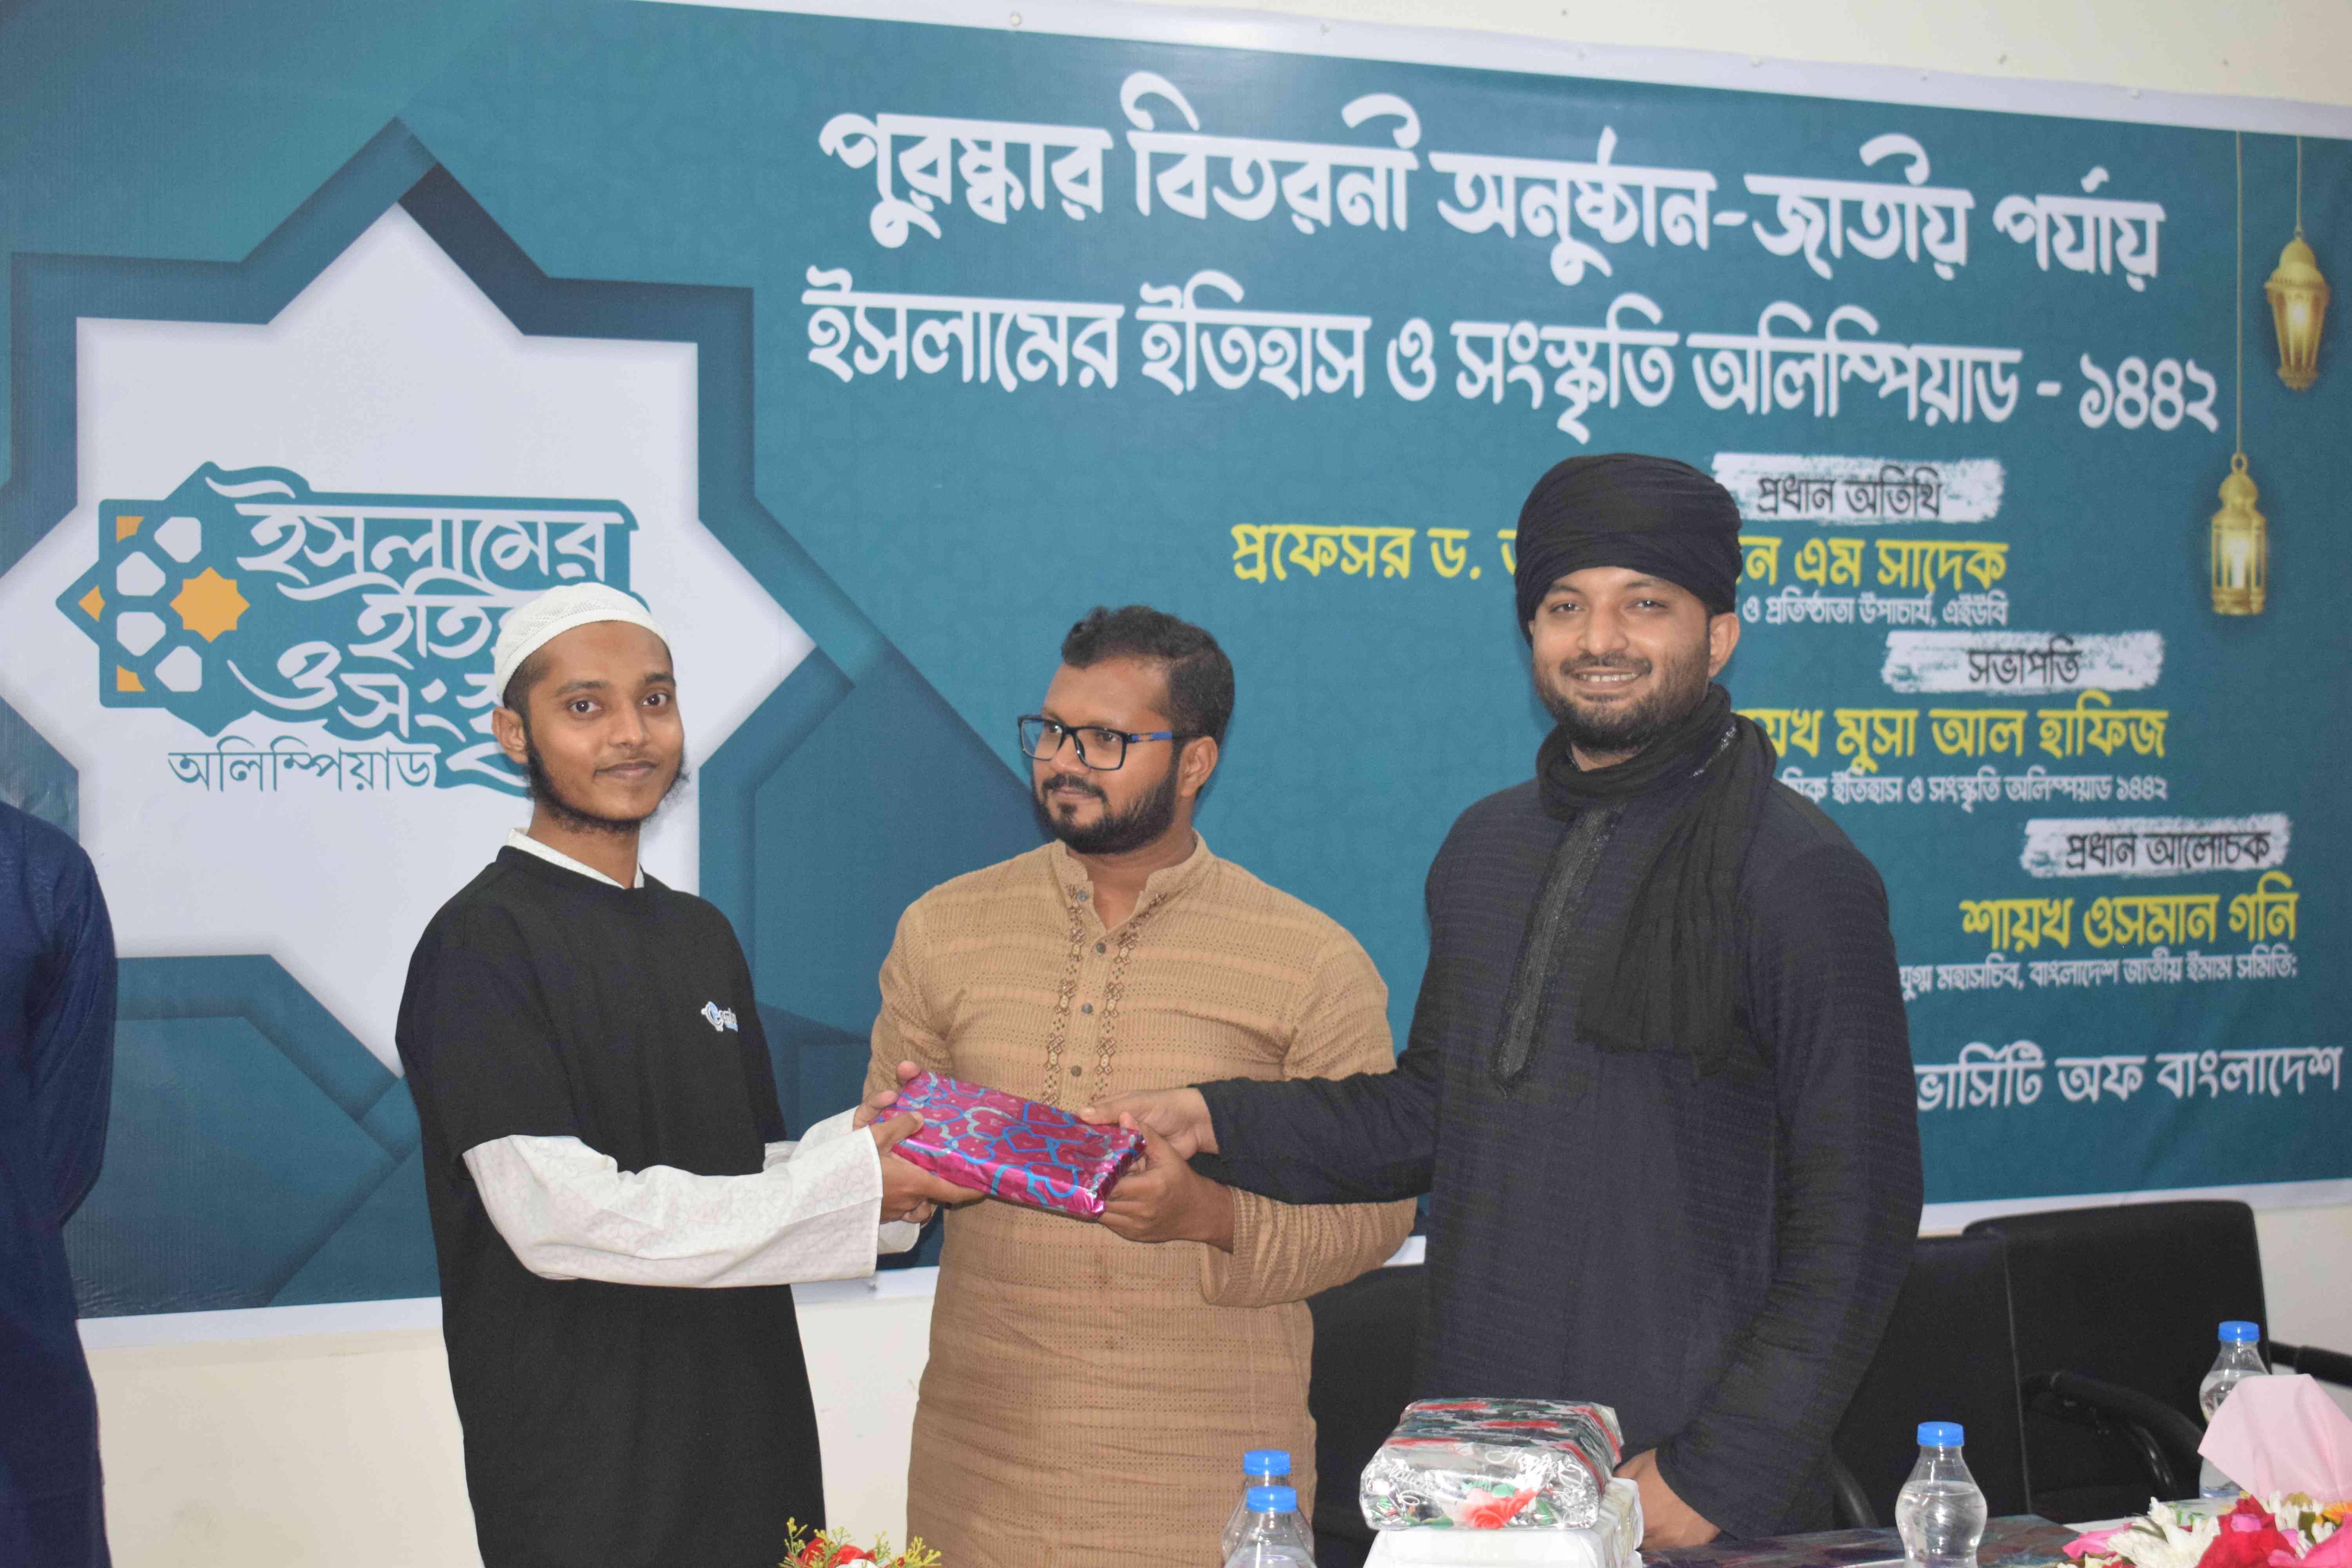 পুরষ্কার বিতরনী অনুষ্ঠান-জাতীয় পর্যায়
ইসলামের ইতিহাস ও সংস্কৃতি অলিম্পিয়াড - ১৪৪২
প্রধান অতিথি
প্রফেসর ড. এম সাদেক
ও প্রতিষ্ঠাতা উপাচার্য, এইউবি
সভাপতি
মুসা আল হাফিজ
ইতিহাস ও সংস্কৃতি অলিম্পিয়াড ১৪৪২
প্রধান আলোচক
শায়খ ওসমান গনি
যুগ্ম মহাসচিব, বাংলাদেশ জাতীয় ইমাম সমিতি;
অফ বাংলাদেশ
ইসলামের
ও
অলিম্পিয়াড